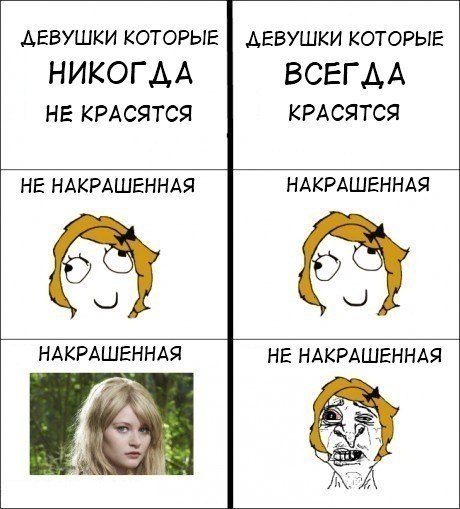 ДЕВУШКИ КОТОРЫЕ
НИКОГДА
НЕ КРАСЯТСЯ
ДЕВУШКИ КОТОРЫЕ
ВСЕГДА
КРАСЯТСЯ
НЕ НАКРАШЕННАЯ
НАКРАШЕННАЯ
НАКРАШЕННАЯ
НЕ НАКРАШЕННАЯ